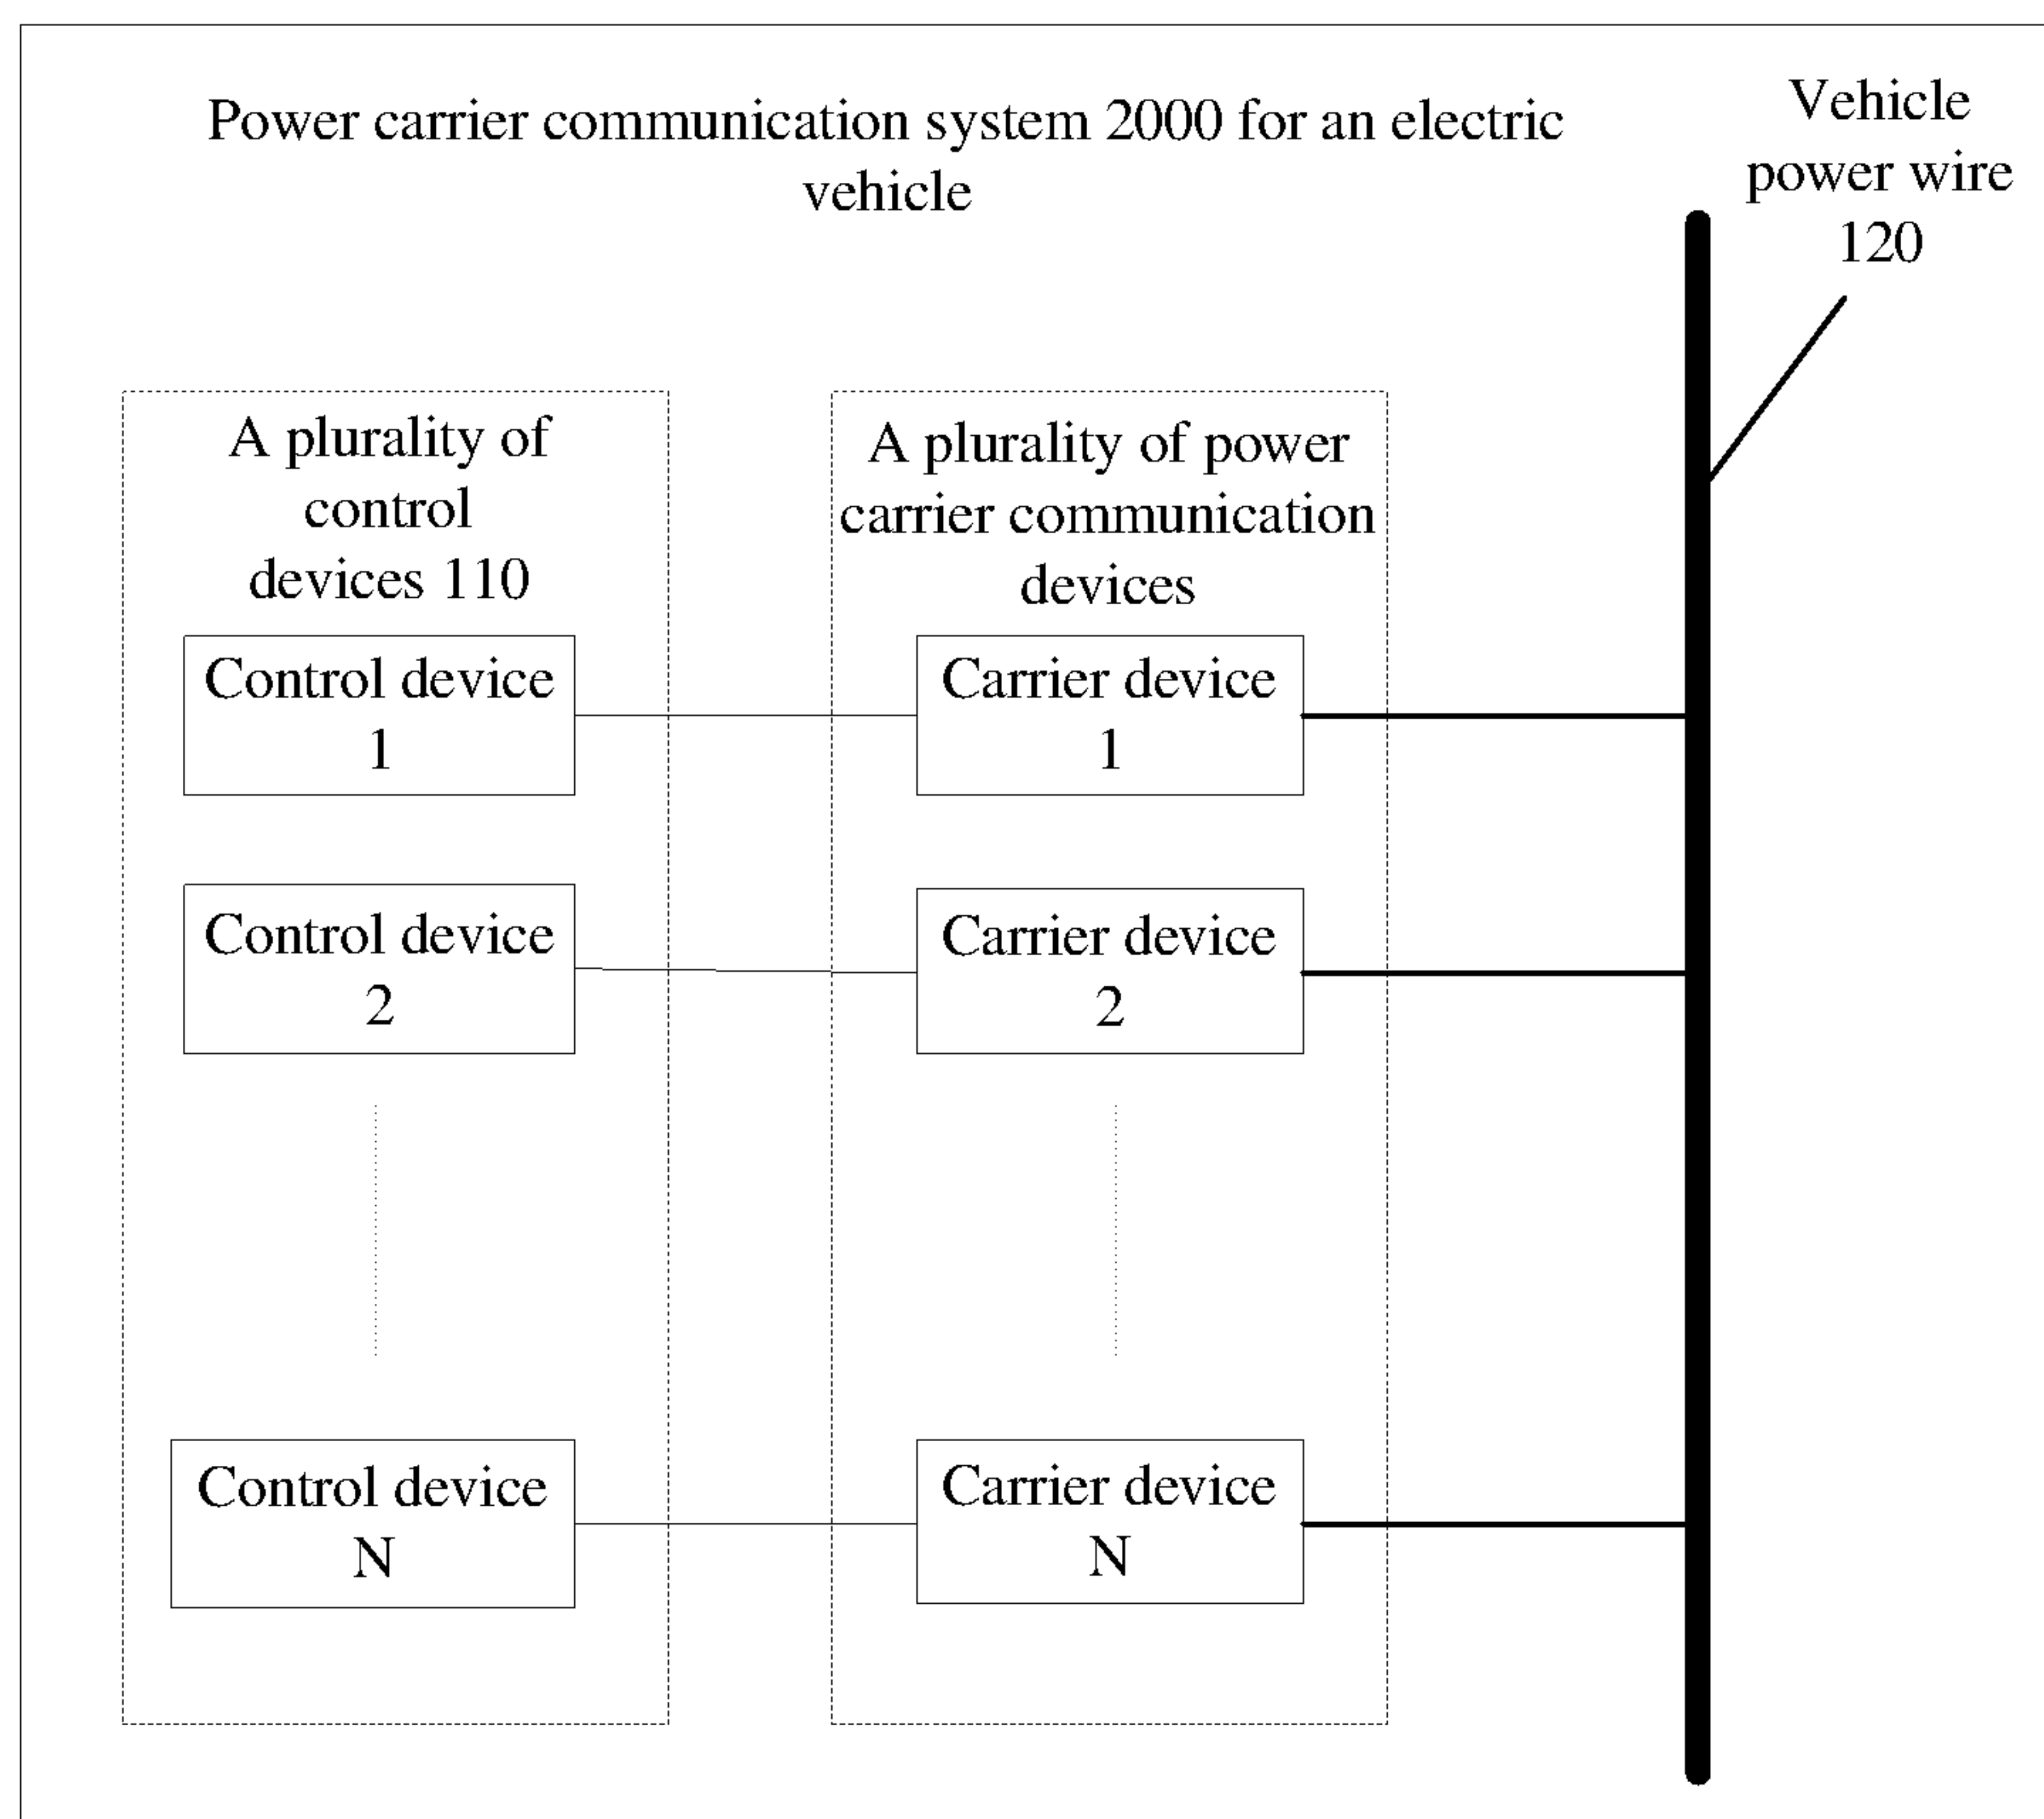 Power carrier communication system 2000 for an electric
vehicle
Vehicle
power wire
120
A plurality of
control
devices 110
A plurality of power
carrier communication
devices
Control device
1
Carrier device
1
Control device
2
Carrier device
2
Control device
N
Carrier device
N